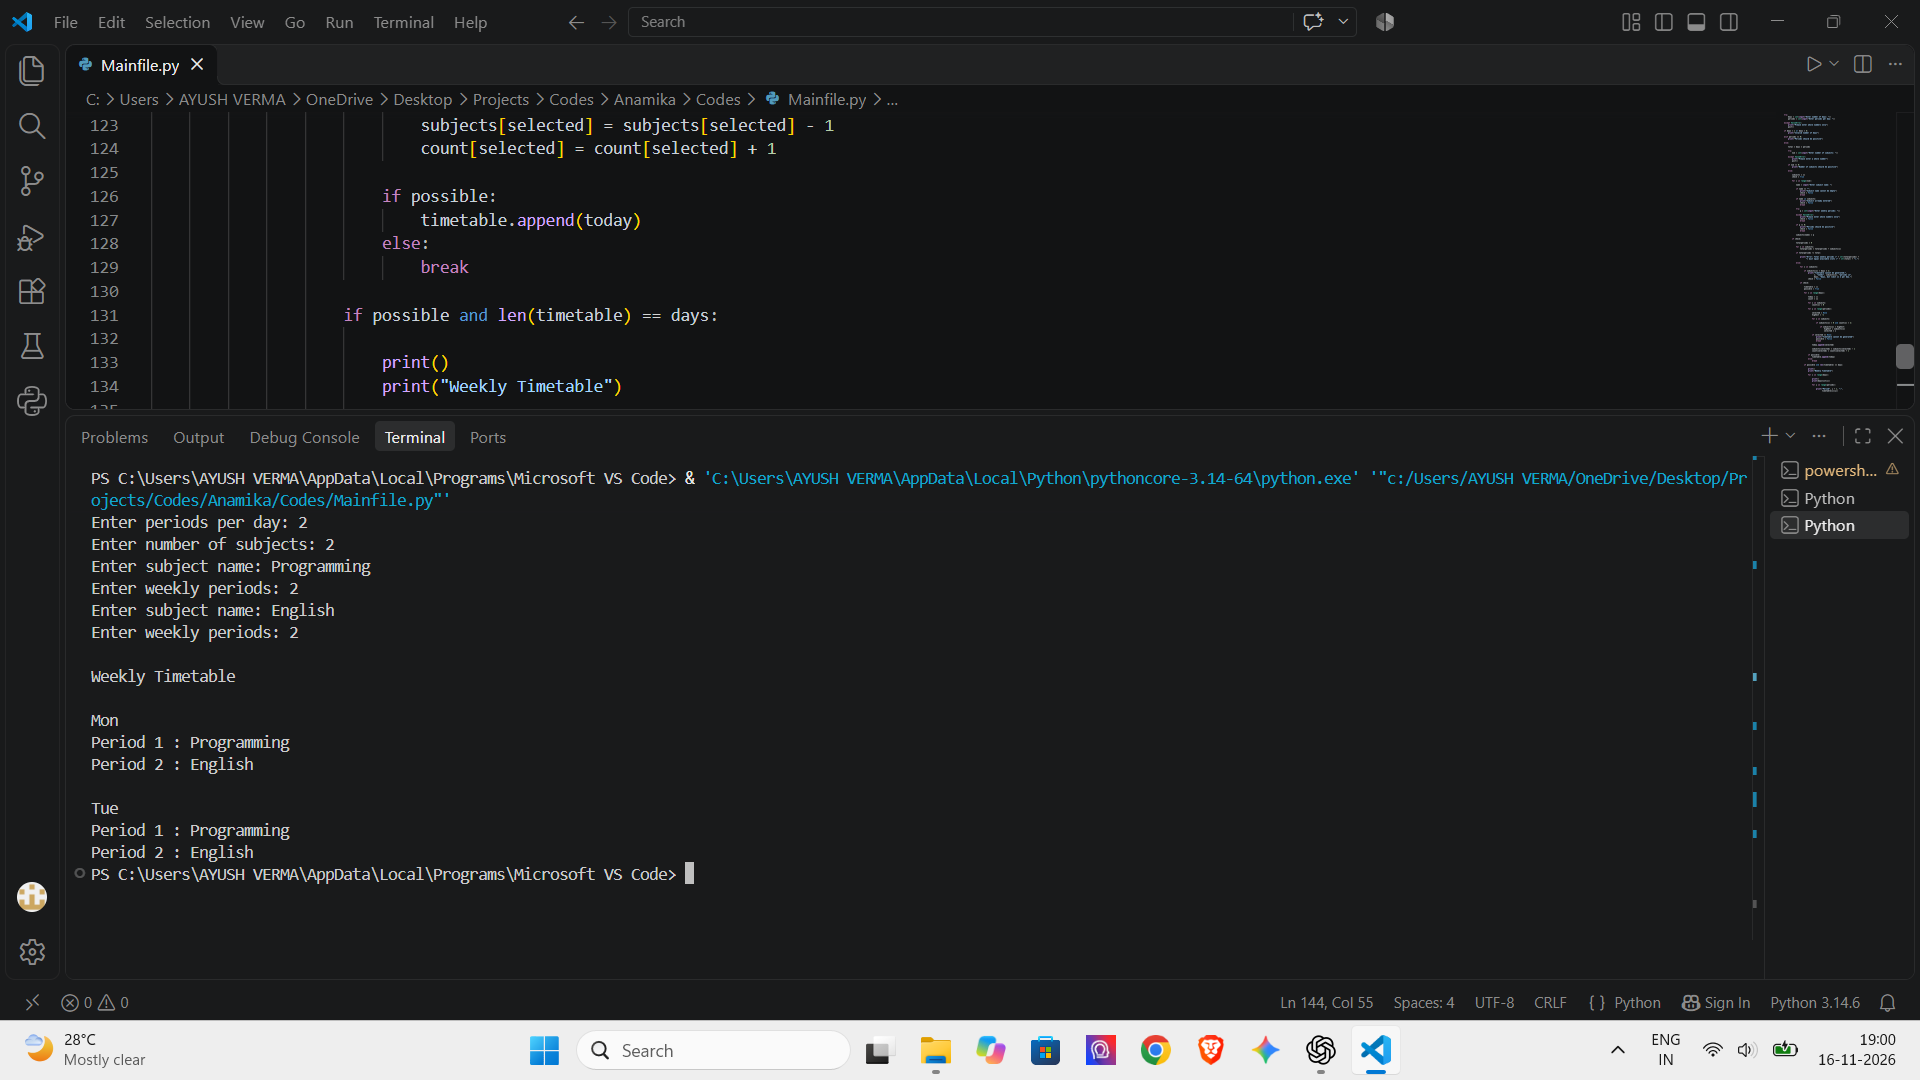 File Edit Selection View Go Run Terminal Help
Search
Mainfile.py
C: > Users > AYUSH VERMA > OneDrive > Desktop > Projects > Codes > Anamika > Codes > Mainfile.py > ...
123 subjects[selected] = subjects[selected] - 1
124 count[selected] = count[selected] + 1
125
126 if possible:
127 timetable.append(today)
128 else:
129 break
130
131 if possible and len(timetable) == days:
132
133 print()
134 print("Weekly Timetable")
Problems Output Debug Console Terminal Ports
PS C:\Users\AYUSH VERMA\AppData\Local\Programs\Microsoft VS Code> & 'C:\Users\AYUSH VERMA\AppData\Local\Python\pythoncore-3.14-64\python.exe' '"c:/Users/AYUSH VERMA/OneDrive/Desktop/Pr
ojects/Codes/Anamika/Codes/Mainfile.py"'
Enter periods per day: 2
Enter number of subjects: 2
Enter subject name: Programming
Enter weekly periods: 2
Enter subject name: English
Enter weekly periods: 2
Weekly Timetable
Mon
Period 1 : Programming
Period 2 : English
Tue
Period 1 : Programming
Period 2 : English
PS C:\Users\AYUSH VERMA\AppData\Local\Programs\Microsoft VS Code>
powersh...
Python
Python
0 0
Ln 144, Col 55 Spaces: 4 UTF-8 CRLF { } Python Sign In Python 3.14.6
28°C
Mostly clear
Search
ENG
IN
19:00
16-11-2026